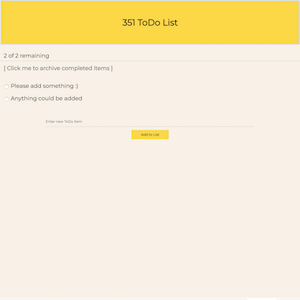 351 ToDo List
2 of 2 remaining
[ Click me to archive completed items ]
Please add something :)
Anything could be added
Enter new ToDo item
Add to List